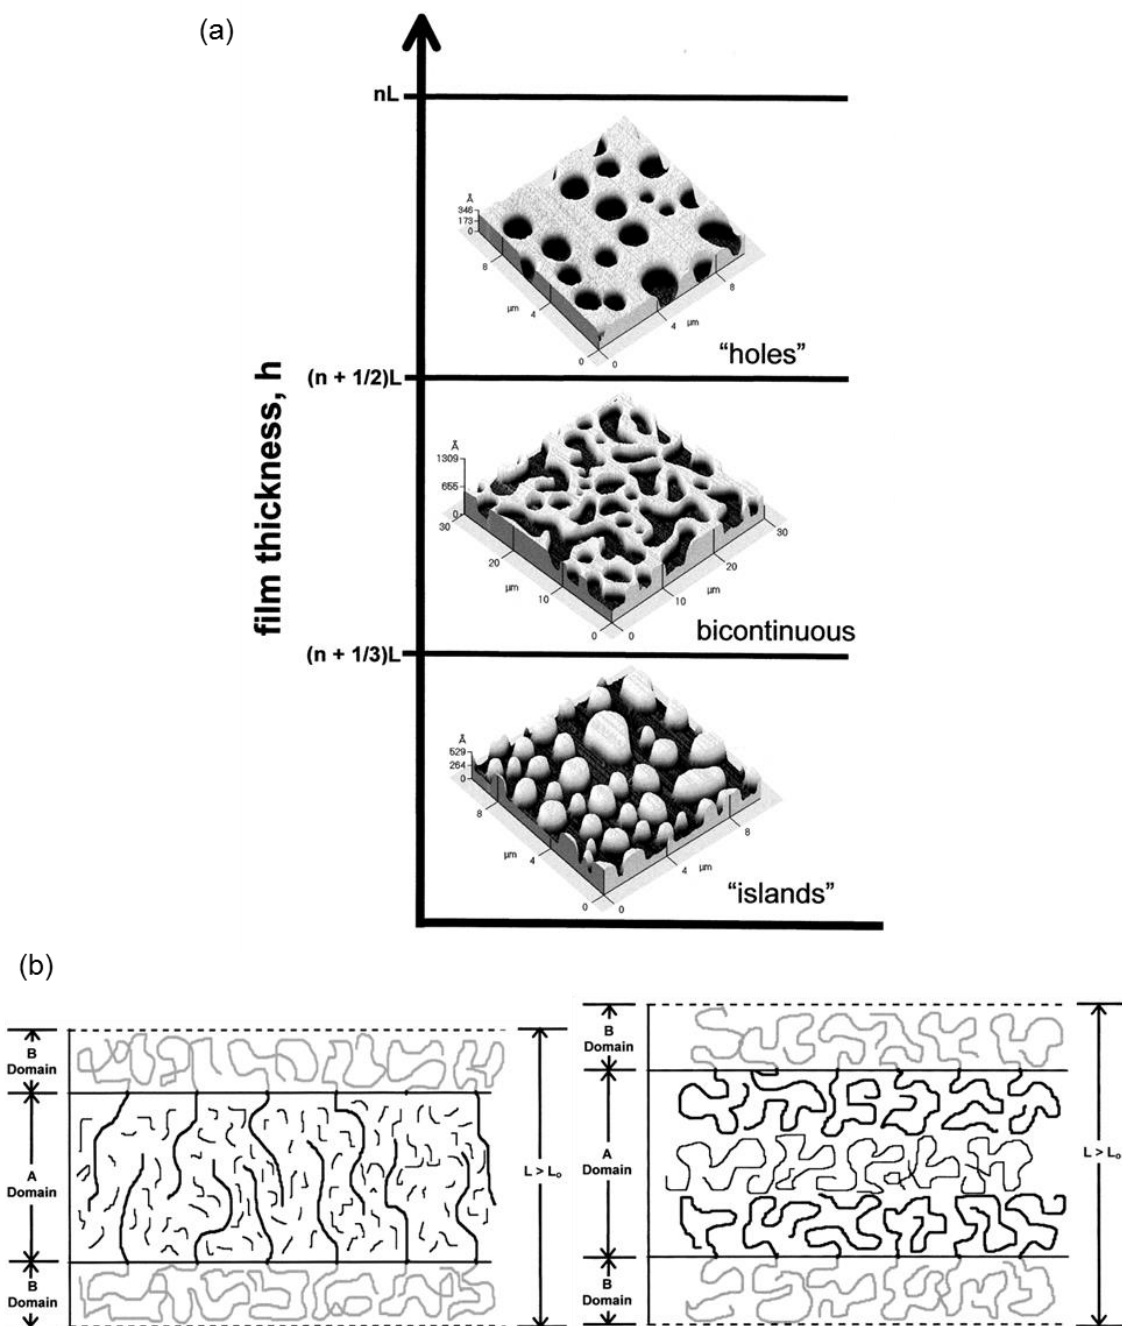 (a)
nL
Å
346
173
0
8
µm
4
0
0
4
µm
8
“holes”
(n + 1/2)L
film thickness, h
Å
1309
655
0
30
20
µm
10
0
0
10
µm
20
30
bicontinuous
(n + 1/3)L
Å
529
264
0
8
µm
4
0
0
4
µm
8
“islands”
(b)
B
Domain
A
Domain
B
Domain
L > Lₒ
B
Domain
A
Domain
B
Domain
L > Lₒ